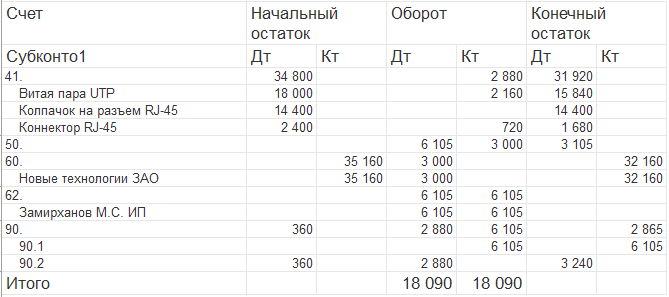 Счет Начальный остаток Оборот Конечный остаток
Субконто1 Дт Кт Дт Кт Дт Кт
41. 34 800 2 880 31 920
Витая пара UTP 18 000 2 160 15 840
Колпачок на разъем RJ-45 14 400 14 400
Коннектор RJ-45 2 400 720 1 680
50. 6 105 3 000 3 105
60. 35 160 3 000 32 160
Новые технологии ЗАО 35 160 3 000 32 160
62. 6 105 6 105
Замирханов М.С. ИП 6 105 6 105
90. 360 2 880 6 105 2 865
90.1 6 105 6 105
90.2 360 2 880 3 240
Итого 18 090 18 090